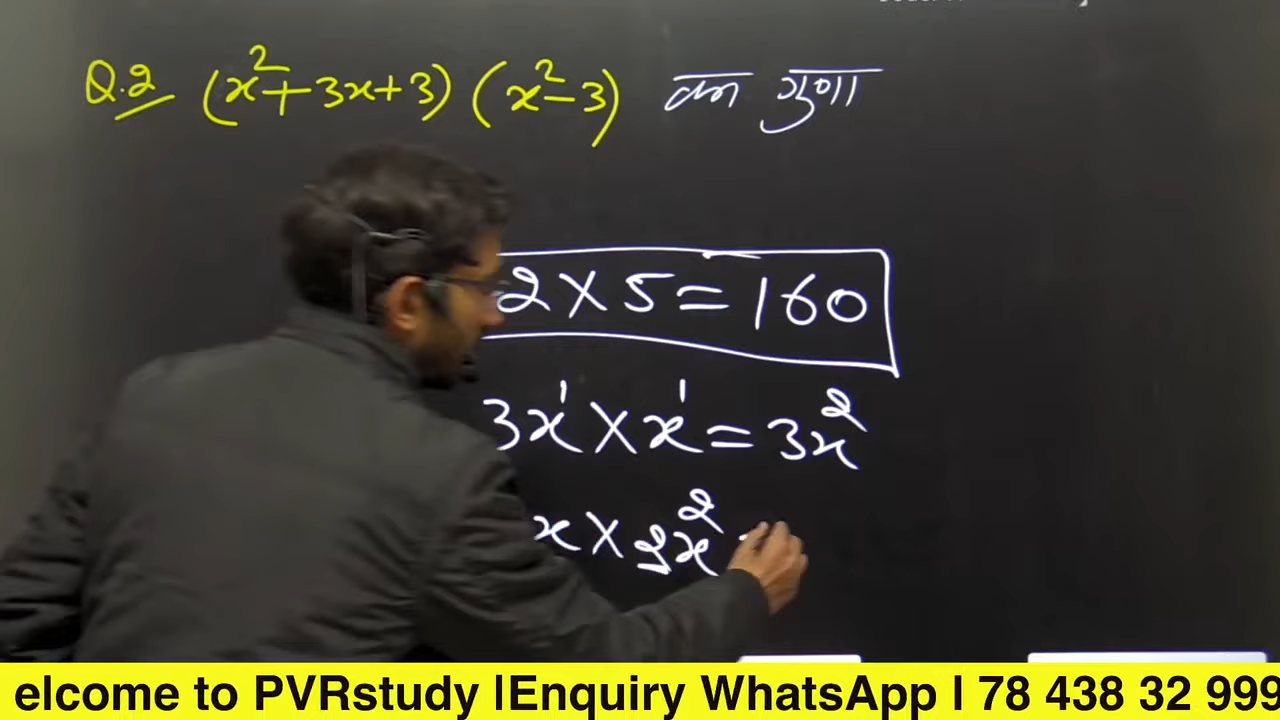 Q.2 (x²+3x+3) (x²-3) का गुणा
2 X 5 = 160
3x¹ X x¹ = 3x²
x X 2x²
elcome to PVRstudy |Enquiry WhatsApp | 78 438 32 999